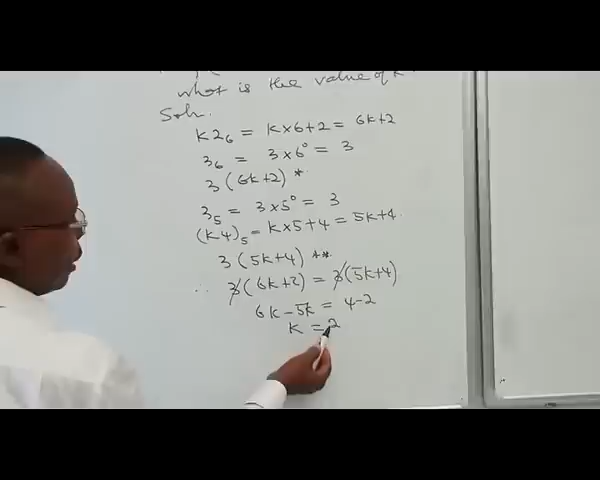 what is the value of k
Soln.
K26 = K×6+2 = 6K+2
3₆ = 3×6⁰ = 3
3(6K+2) *
3₅ = 3×5⁰ = 3
(K4)₅ = K×5+4 = 5K+4
3(5K+4) **
∴ 3(6K+2) = 3(5K+4)
6K-5K = 4-2
K = 2